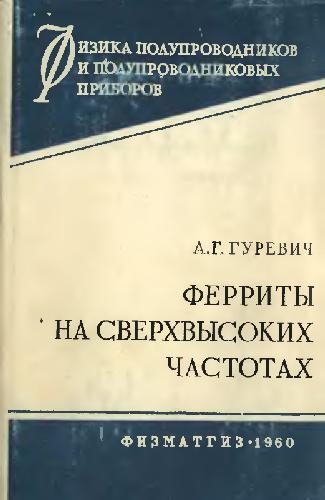 ФИЗИКА ПОЛУПРОВОДНИКОВ
И ПОЛУПРОВОДНИКОВЫХ
ПРИБОРОВ
А.Г. ГУРЕВИЧ
ФЕРРИТЫ
НА СВЕРХВЫСОКИХ
ЧАСТОТАХ
ФИЗМАТГИЗ·1960